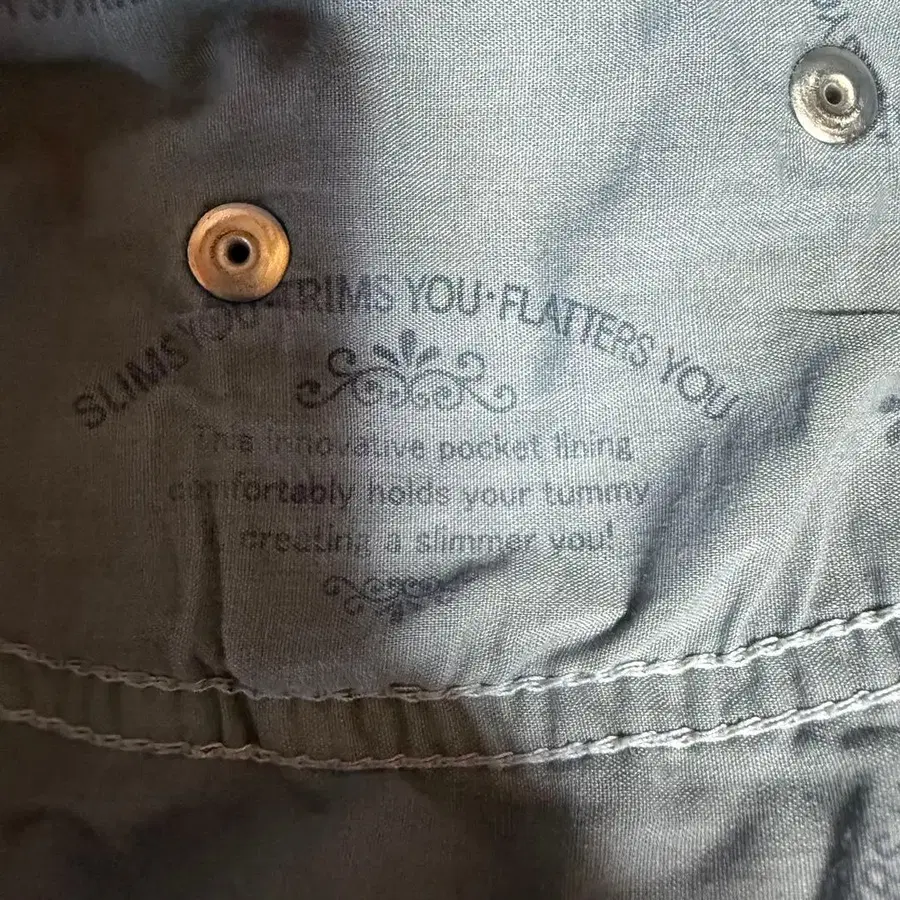 SLIMS YOU • TRIMS YOU • FLATTERS YOU
This innovative pocket lining
comfortably holds your tummy
creating a slimmer you!